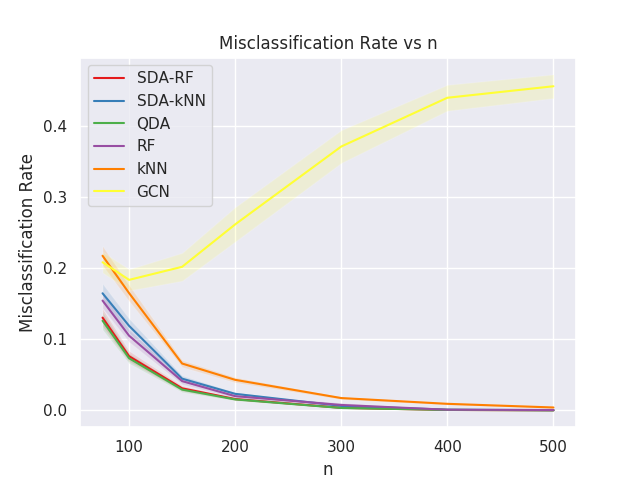 Misclassification Rate vs n
SDA-RF
SDA-kNN
QDA
RF
kNN
GCN
Misclassification Rate
0.4
0.3
0.2
0.1
0.0
100
200
300
400
500
n